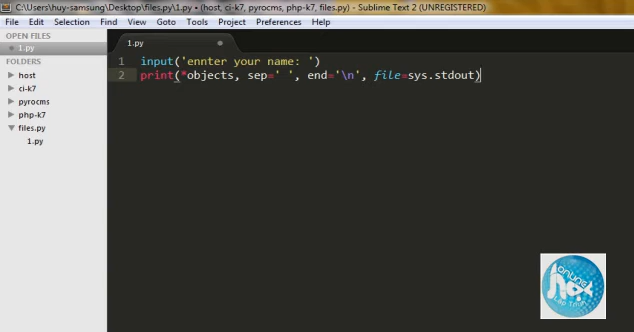 C:\Users\huy-samsung\Desktop\files.py\1.py • (host, ci-k7, pyrocms, php-k7, files.py) - Sublime Text 2 (UNREGISTERED)
File Edit Selection Find View Goto Tools Project Preferences Help
OPEN FILES
1.py
FOLDERS
host
ci-k7
pyrocms
php-k7
files.py
1.py
1.py
1 input('ennter your name: ')
2 print(*objects, sep=' ', end='\n', file=sys.stdout)